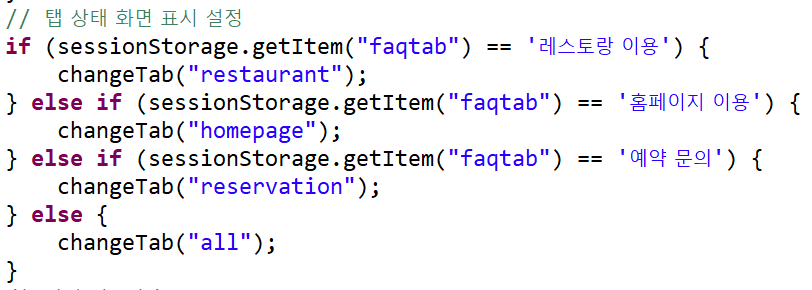 // 탭 상태 화면 표시 설정
if (sessionStorage.getItem("faqtab") == '레스토랑 이용') {
    changeTab("restaurant");
} else if (sessionStorage.getItem("faqtab") == '홈페이지 이용') {
    changeTab("homepage");
} else if (sessionStorage.getItem("faqtab") == '예약 문의') {
    changeTab("reservation");
} else {
    changeTab("all");
}